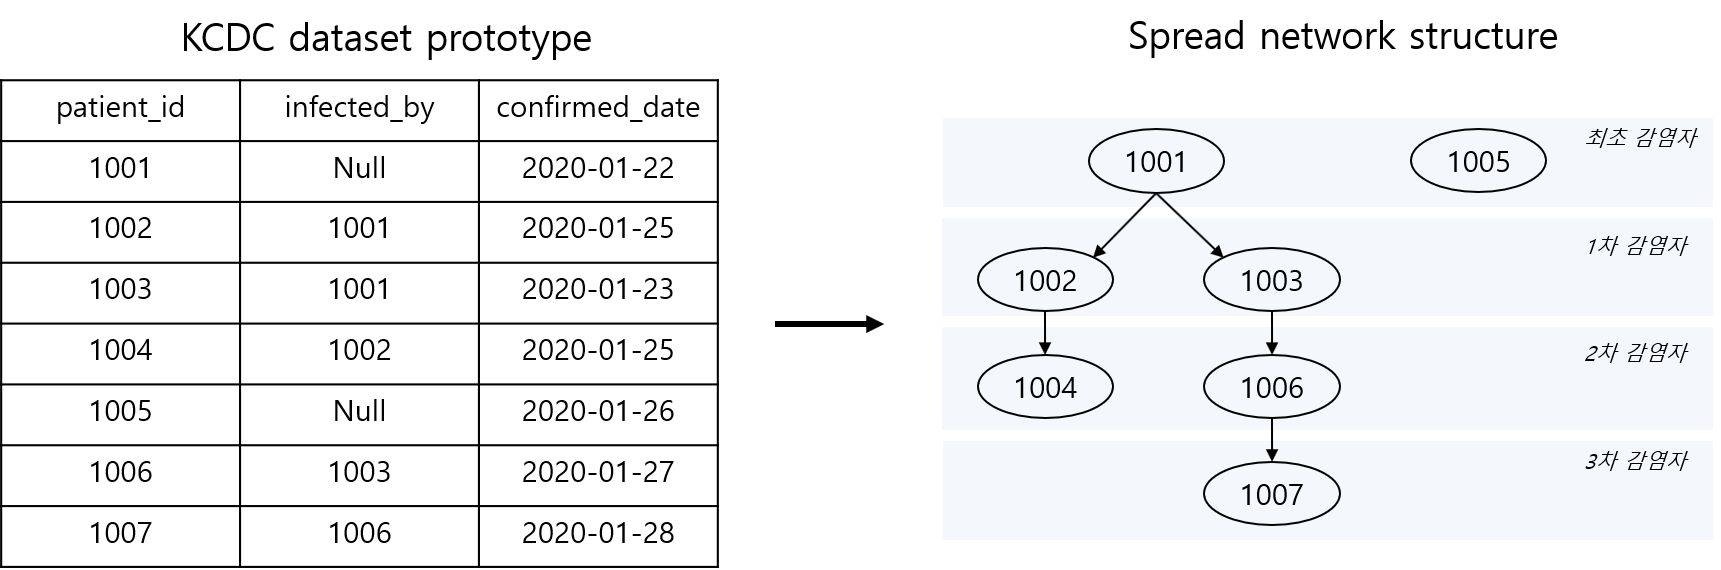 KCDC dataset prototype
patient_id infected_by confirmed_date
1001 Null 2020-01-22
1002 1001 2020-01-25
1003 1001 2020-01-23
1004 1002 2020-01-25
1005 Null 2020-01-26
1006 1003 2020-01-27
1007 1006 2020-01-28
Spread network structure
최초 감염자
1001 1005
1차 감염자
1002 1003
2차 감염자
1004 1006
3차 감염자
1007